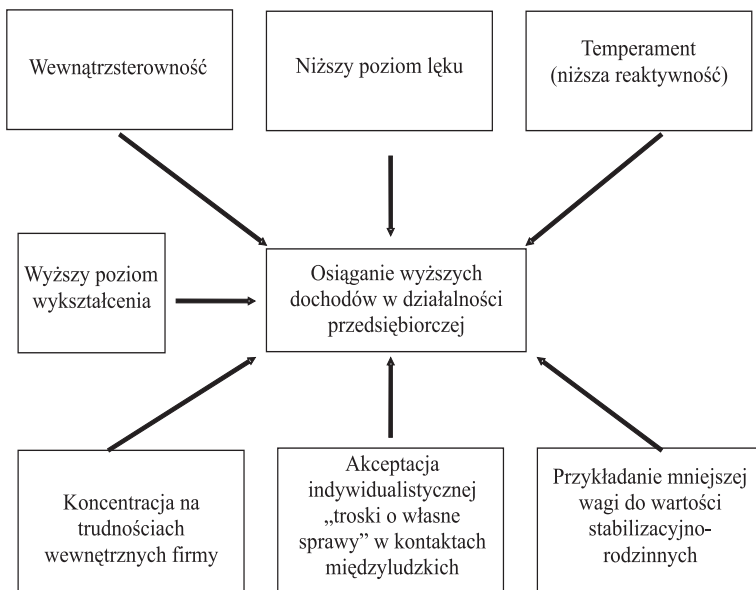 Wewnątrzsterowność
Niższy poziom lęku
Temperament
(niższa reaktywność)
Wyższy poziom
wykształcenia
Osiąganie wyższych
dochodów w działalności
przedsiębiorczej
Koncentracja na
trudnościach
wewnętrznych firmy
Akceptacja
indywidualistycznej
„troski o własne
sprawy” w kontaktach
międzyludzkich
Przykładanie mniejszej
wagi do wartości
stabilizacyjno-
rodzinnych